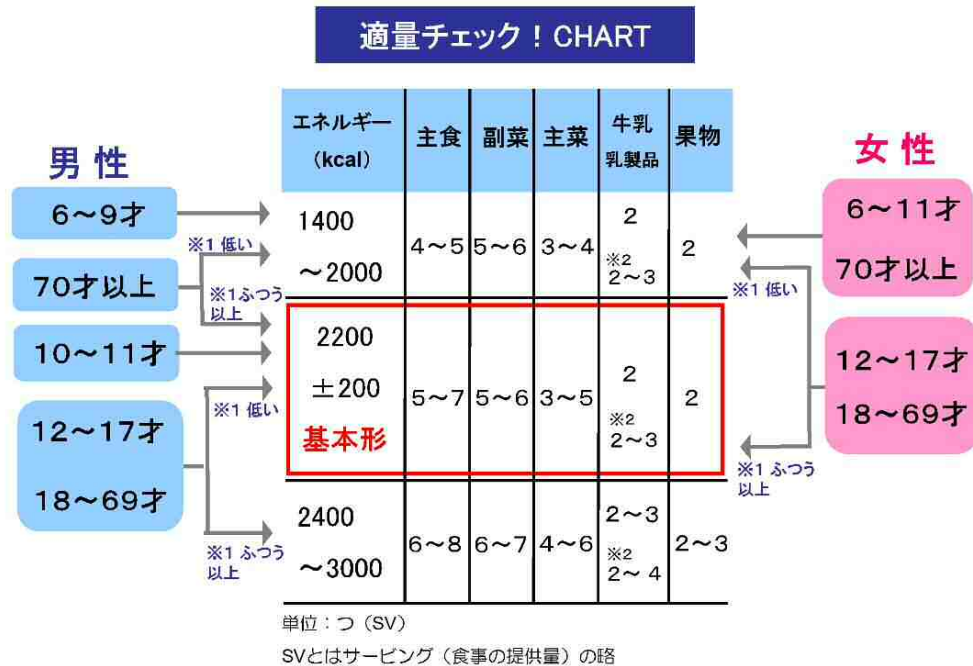 適量チェック！CHART
男性
6～9才
※1 低い
70才以上
※1ふつう
以上
10～11才
※1 低い
12～17才
18～69才
※1 ふつう
以上
エネルギー
(kcal)
主食
副菜
主菜
牛乳
乳製品
果物
1400
～2000
4～5
5～6
3～4
2
※2
2～3
2
2200
±200
基本形
5～7
5～6
3～5
2
※2
2～3
2
2400
～3000
6～8
6～7
4～6
2～3
※2
2～4
2～3
女性
6～11才
70才以上
※1 低い
12～17才
18～69才
※1 ふつう
以上
単位：つ（SV）
SVとはサービング（食事の提供量）の略